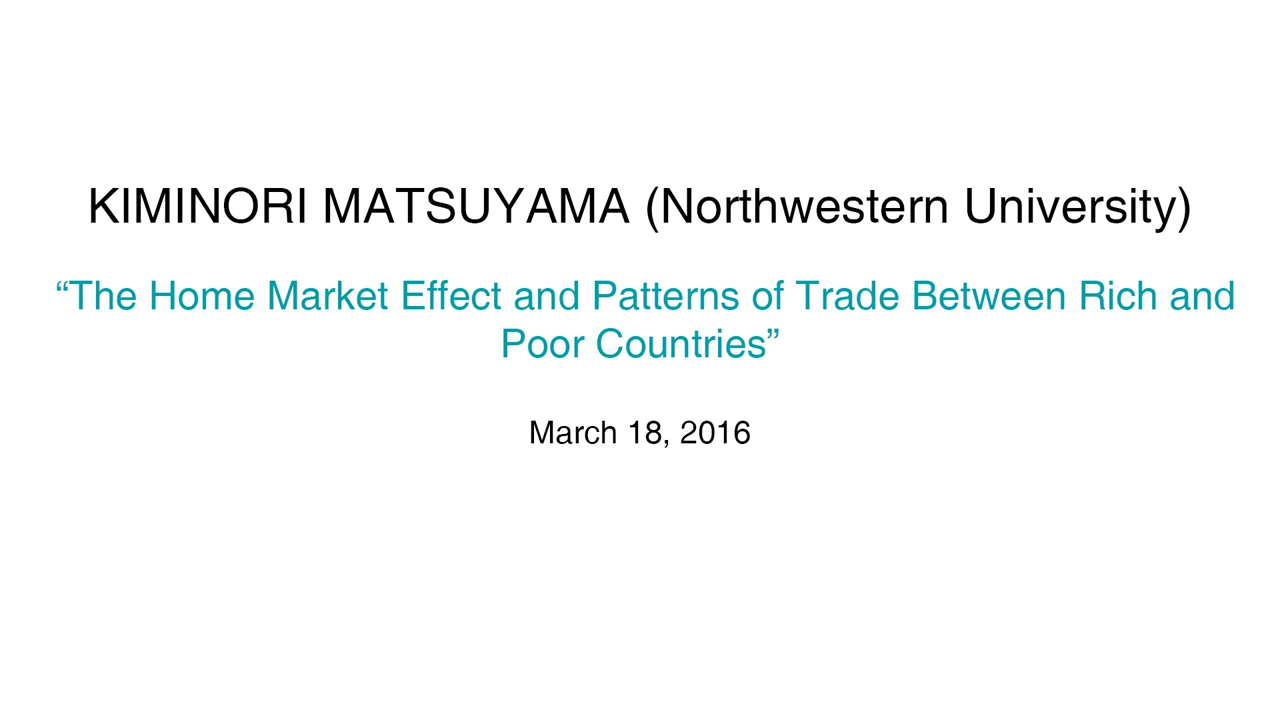 KIMINORI MATSUYAMA (Northwestern University)
“The Home Market Effect and Patterns of Trade Between Rich and
Poor Countries”
March 18, 2016